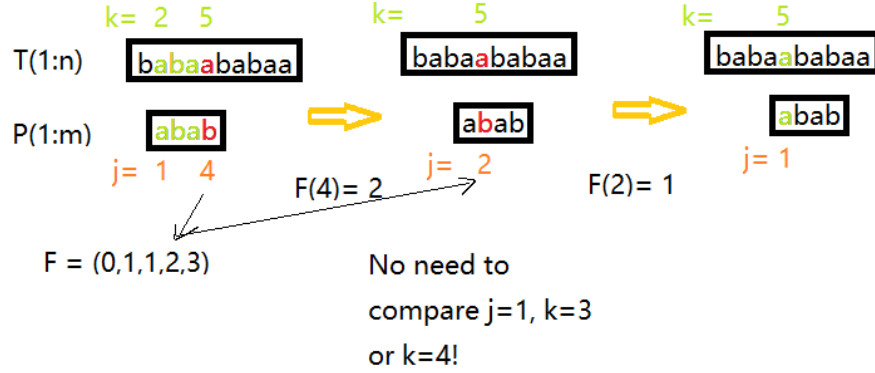 k= 2 5
k= 5
k= 5
T(1:n) babaababaa
babaababaa
babaababaa
P(1:m) abab
abab
abab
j= 1 4
j= 2
j= 1
F(4)= 2
F(2)= 1
F = (0,1,1,2,3)
No need to
compare j=1, k=3
or k=4!